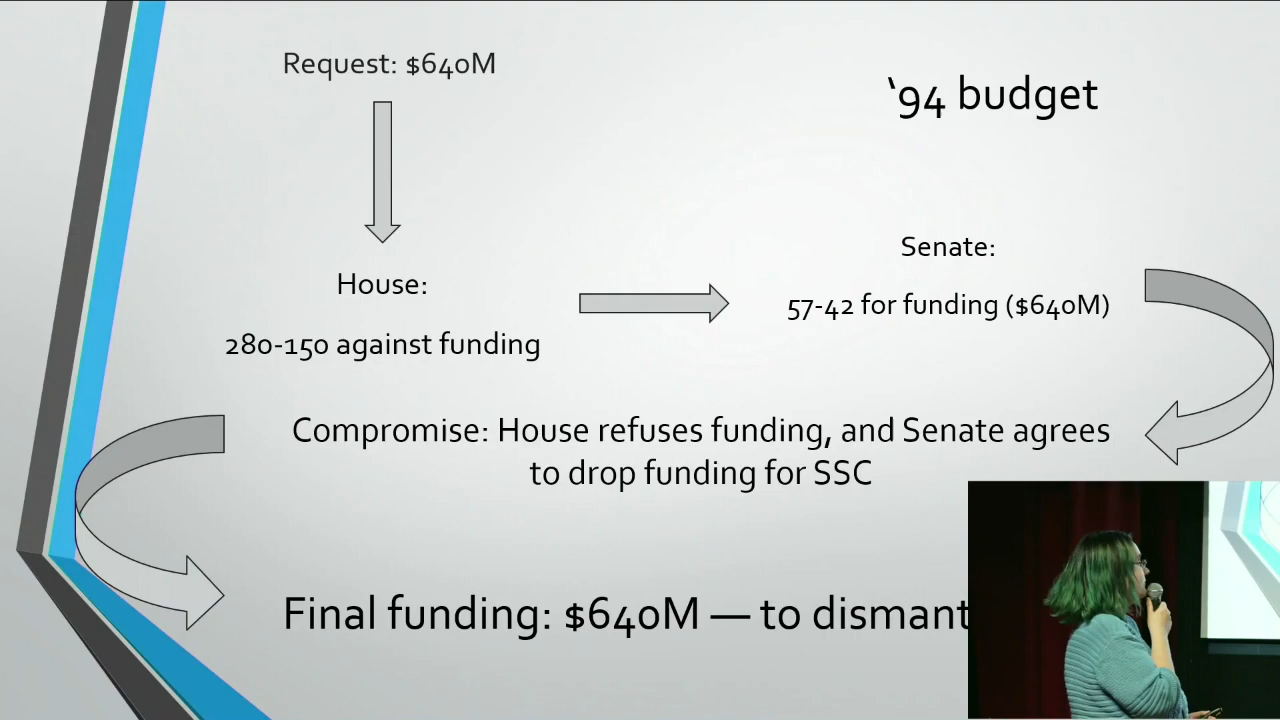 Request: $640M
‘94 budget
House:
280-150 against funding
Senate:
57-42 for funding ($640M)
Compromise: House refuses funding, and Senate agrees
to drop funding for SSC
Final funding: $640M — to